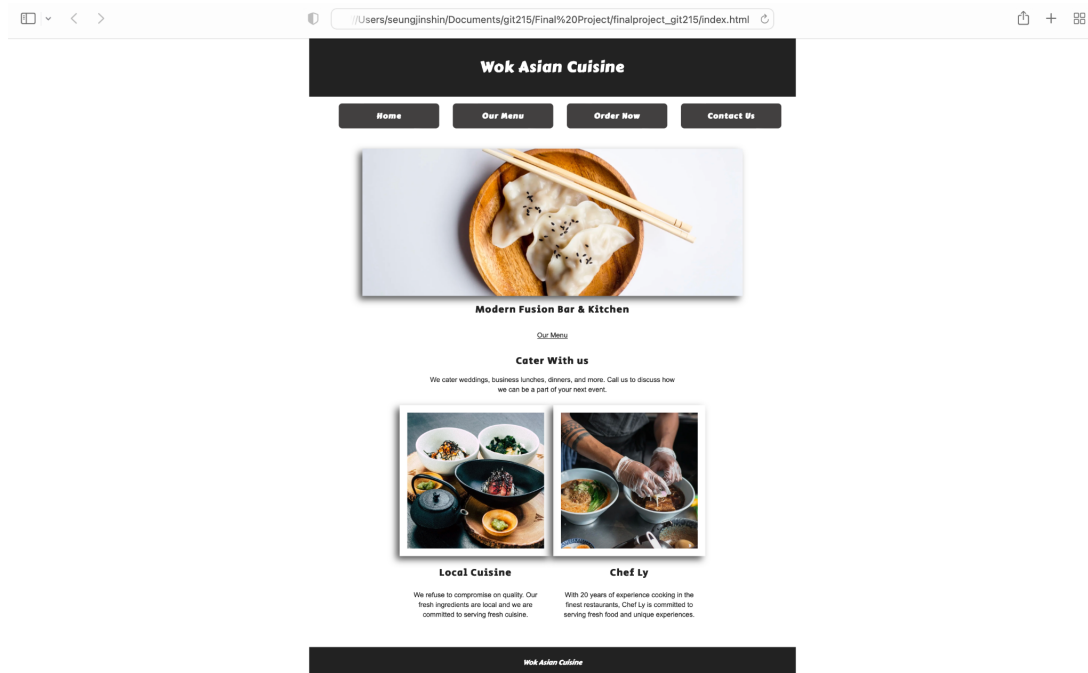 //Users/seungjinshin/Documents/git215/Final%20Project/finalproject_git215/index.html
Wok Asian Cuisine
Home Our Menu Order Now Contact Us
Modern Fusion Bar & Kitchen
Our Menu
Cater With us
We cater weddings, business lunches, dinners, and more. Call us to discuss how
we can be a part of your next event.
Local Cuisine
We refuse to compromise on quality. Our
fresh ingredients are local and we are
committed to serving fresh cuisine.
Chef Ly
With 20 years of experience cooking in the
finest restaurants, Chef Ly is committed to
serving fresh food and unique experiences.
Wok Asian Cuisine